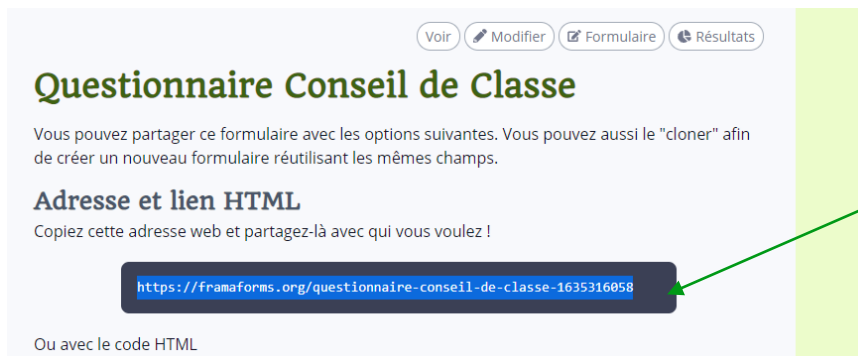 Voir Modifier Formulaire Résultats
Questionnaire Conseil de Classe
Vous pouvez partager ce formulaire avec les options suivantes. Vous pouvez aussi le "cloner" afin
de créer un nouveau formulaire réutilisant les mêmes champs.
Adresse et lien HTML
Copiez cette adresse web et partagez-là avec qui vous voulez !
https://framaforms.org/questionnaire-conseil-de-classe-1635316058
Ou avec le code HTML